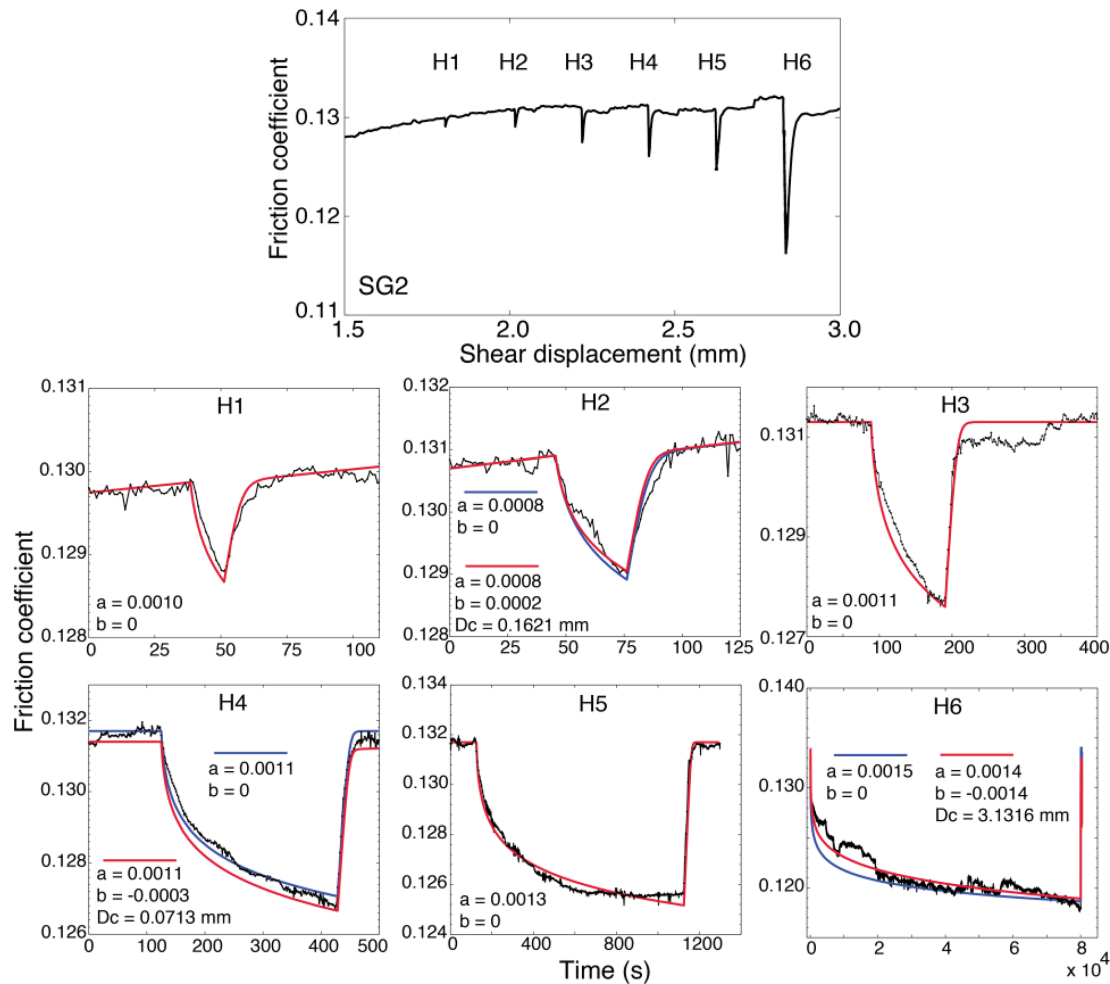 0.14
H1 H2 H3 H4 H5 H6
0.13
Friction coefficient
0.12
SG2
0.11
1.5 2.0 2.5 3.0
Shear displacement (mm)
Friction coefficient
0.131
H1
0.130
0.129
a = 0.0010
b = 0
0.128
0 25 50 75 100
0.132
H2
0.131
a = 0.0008
b = 0
0.130
a = 0.0008
b = 0.0002
Dc = 0.1621 mm
0.129
0.128
0 25 50 75 100 125
H3
0.131
0.129
a = 0.0011
b = 0
0.127
0 100 200 300 400
0.134
H4
0.132
a = 0.0011
b = 0
0.130
0.128
a = 0.0011
b = -0.0003
Dc = 0.0713 mm
0.126
0 100 200 300 400 500
0.134
H5
0.132
0.130
0.128
0.126
a = 0.0013
b = 0
0.124
0 400 800 1200
0.140
H6
a = 0.0015
b = 0
a = 0.0014
b = -0.0014
Dc = 3.1316 mm
0.130
0.120
0 2 4 6 8
x 10⁴
Time (s)